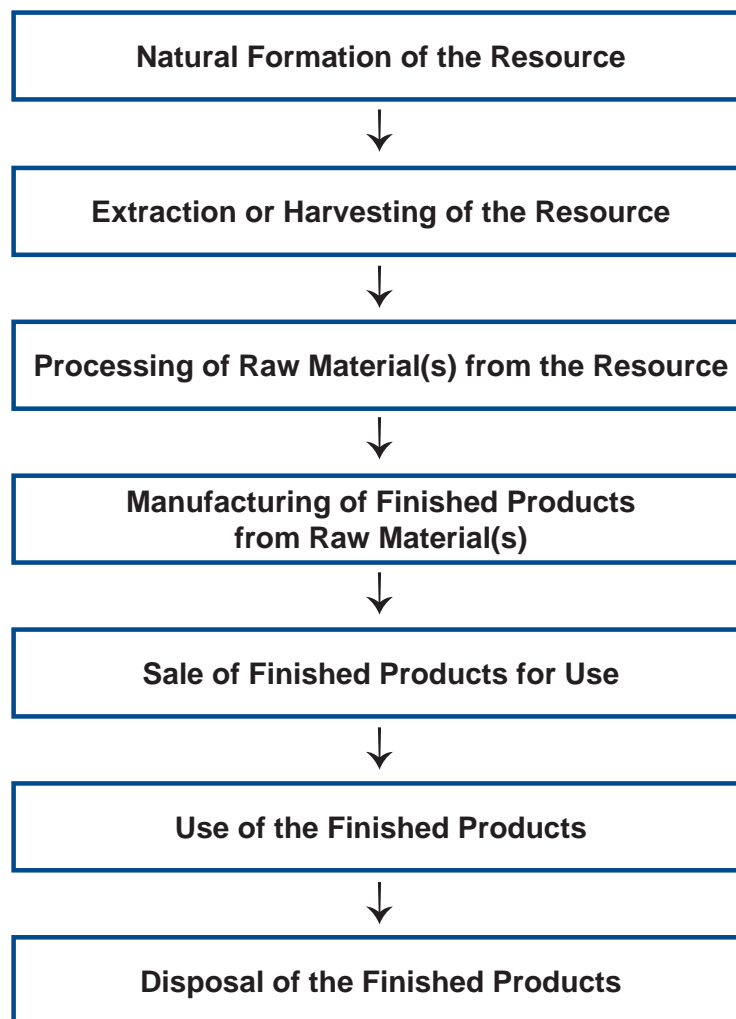 Natural Formation of the Resource
Extraction or Harvesting of the Resource
Processing of Raw Material(s) from the Resource
Manufacturing of Finished Products
from Raw Material(s)
Sale of Finished Products for Use
Use of the Finished Products
Disposal of the Finished Products